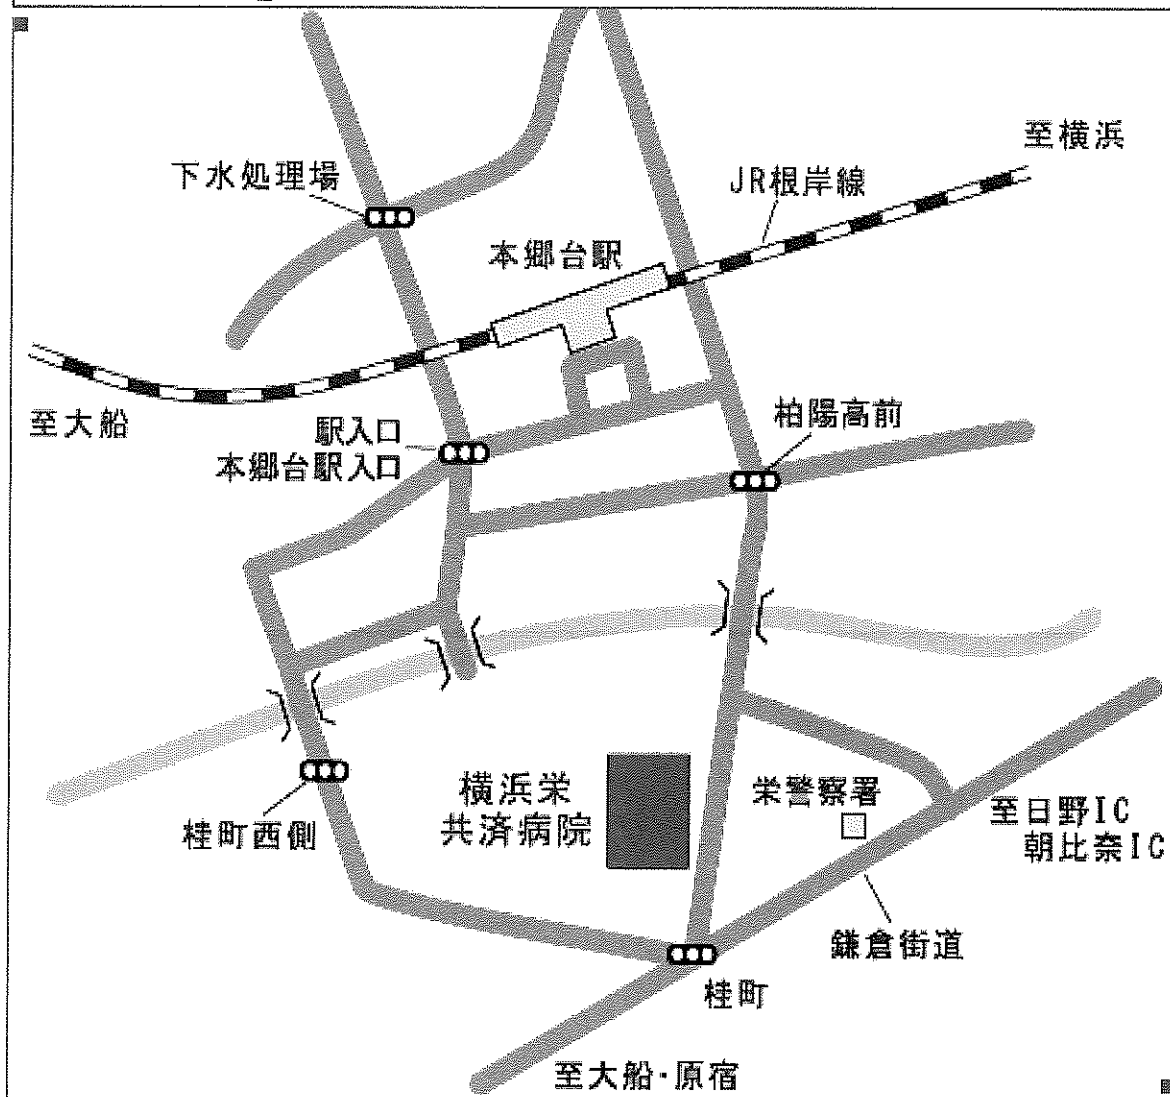 至横浜
下水処理場
JR根岸線
本郷台駅
至大船
駅入口
本郷台駅入口
柏陽高前
横浜栄
共済病院
栄警察署
至日野IC
朝比奈IC
桂町西側
鎌倉街道
桂町
至大船・原宿